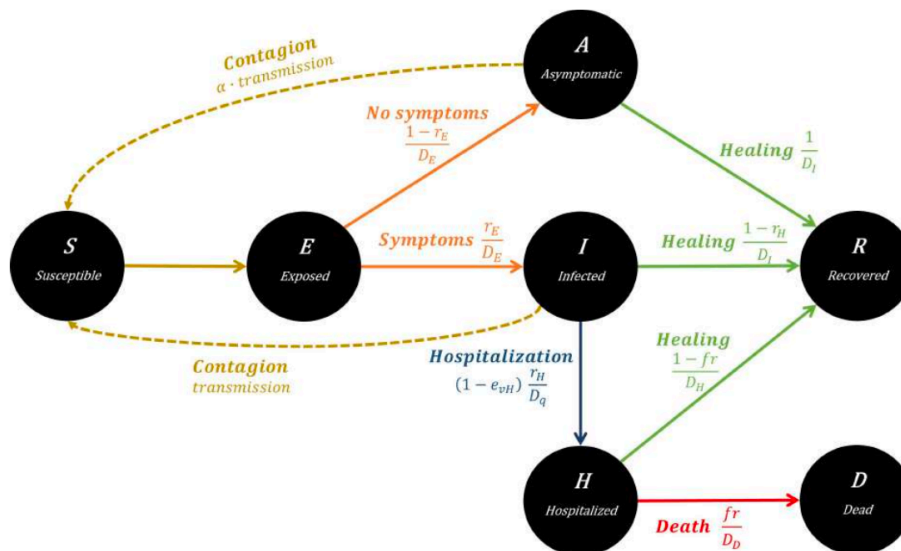 A
Asymptomatic
Contagion
α · transmission
No symptoms
1 − r_E
D_E
Healing 1/D_I
S
Susceptible
E
Exposed
Symptoms r_E/D_E
I
Infected
Healing 1 − r_H/D_I
R
Recovered
Contagion
transmission
Hospitalization
(1 − e_vH) r_H/D_q
Healing
1 − fr
D_H
H
Hospitalized
Death fr/D_D
D
Dead